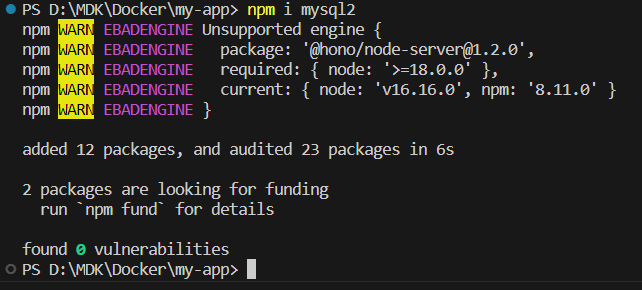 PS D:\MDK\Docker\my-app> npm i mysql2
npm WARN EBADENGINE Unsupported engine {
npm WARN EBADENGINE   package: '@hono/node-server@1.2.0',
npm WARN EBADENGINE   required: { node: '>=18.0.0' },
npm WARN EBADENGINE   current: { node: 'v16.16.0', npm: '8.11.0' }
npm WARN EBADENGINE }
added 12 packages, and audited 23 packages in 6s
2 packages are looking for funding
  run `npm fund` for details
found 0 vulnerabilities
PS D:\MDK\Docker\my-app>